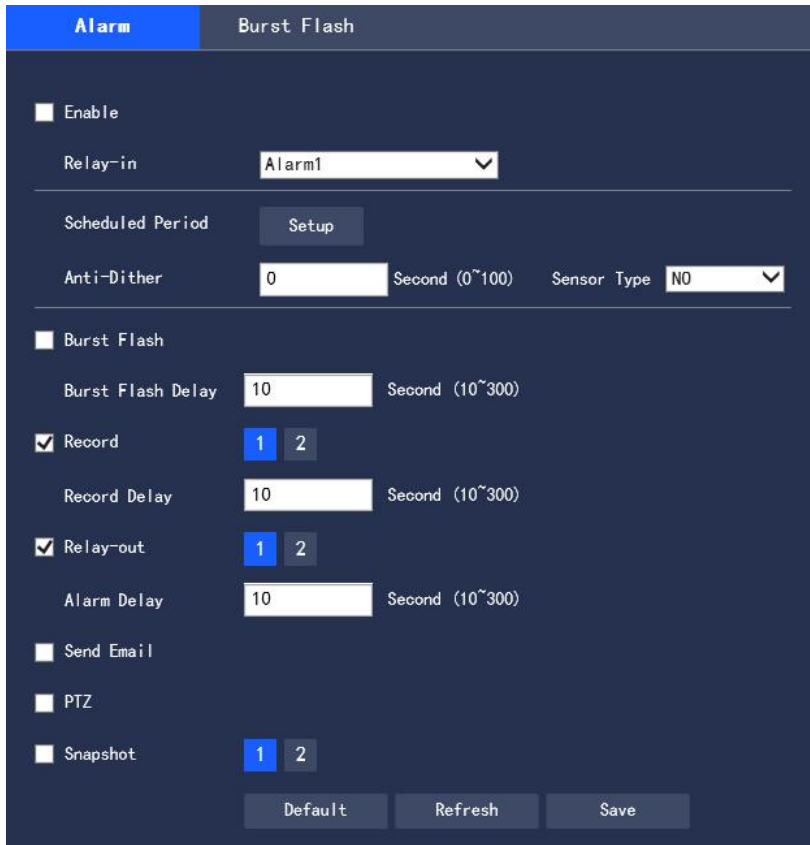 Alarm Burst Flash
Enable
Relay-in Alarm1
Scheduled Period Setup
Anti-Dither 0 Second (0~100) Sensor Type NO
Burst Flash
Burst Flash Delay 10 Second (10~300)
Record 1 2
Record Delay 10 Second (10~300)
Relay-out 1 2
Alarm Delay 10 Second (10~300)
Send Email
PTZ
Snapshot 1 2
Default Refresh Save